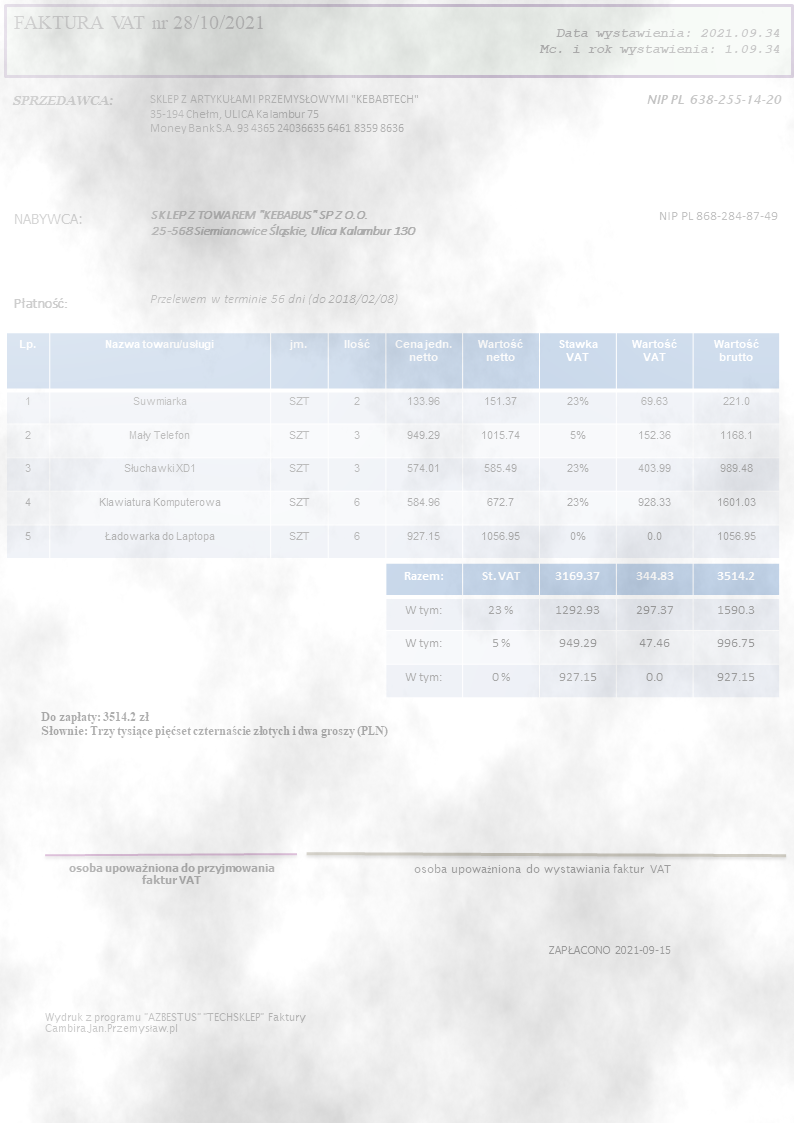 FAKTURA VAT nr 28/10/2021
Data wystawienia: 2021.09.34
Mc. i rok wystawienia: 1.09.34
SPRZEDAWCA: SKLEP Z ARTYKUŁAMI PRZEMYSŁOWYMI "KEBABTECH" NIP PL 638-255-14-20
35-194 Chełm, ULICA Kalambur 75
Money Bank S.A. 93 4365 24036635 6461 8359 8636
NABYWCA: SKLEP Z TOWAREM "KEBABUS" SP Z O.O. NIP PL 868-284-87-49
25-568 Siemianowice Śląskie, Ulica Kalambur 130
Płatność: Przelewem w terminie 56 dni (do 2018/02/08)
Lp. Nazwa towaru/usługi jm. Ilość Cena jedn. netto Wartość netto Stawka VAT Wartość VAT Wartość brutto
1 Suwmiarka SZT 2 133.96 151.37 23% 69.63 221.0
2 Mały Telefon SZT 3 949.29 1015.74 5% 152.36 1168.1
3 Słuchawki XD1 SZT 3 574.01 585.49 23% 403.99 989.48
4 Klawiatura Komputerowa SZT 6 584.96 672.7 23% 928.33 1601.03
5 Ładowarka do Laptopa SZT 6 927.15 1056.95 0% 0.0 1056.95
Razem: St. VAT 3169.37 344.83 3514.2
W tym: 23 % 1292.93 297.37 1590.3
W tym: 5 % 949.29 47.46 996.75
W tym: 0 % 927.15 0.0 927.15
Do zapłaty: 3514.2 zł
Słownie: Trzy tysiące pięćset czternaście złotych i dwa groszy (PLN)
osoba upoważniona do przyjmowania
faktur VAT
osoba upoważniona do wystawiania faktur VAT
ZAPŁACONO 2021-09-15
Wydruk z programu "AZBESTUS" "TECHSKLEP" Faktury
Cambira.Jan.Przemysław.pl